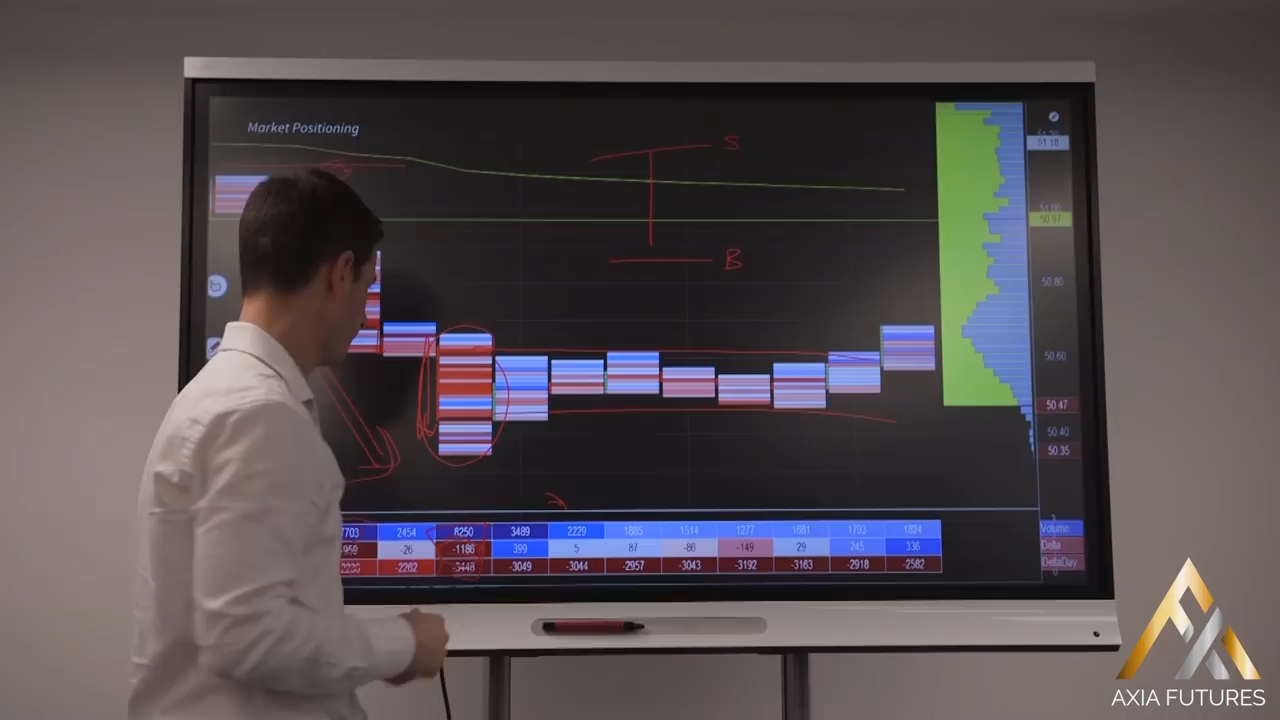 Market Positioning
S
B
51.18
51.00
50.97
50.80
50.60
50.47
50.40
50.35
7703 2454 8250 3489 2229 1885 1514 1277 1681 1793 1824 Volume
-26 -1186 399 5 87 -86 -149 29 245 336 Delta
-2262 -3448 -3049 -3044 -2957 -3043 -3192 -3163 -2918 -2582 DeltaDay
AXIA FUTURES